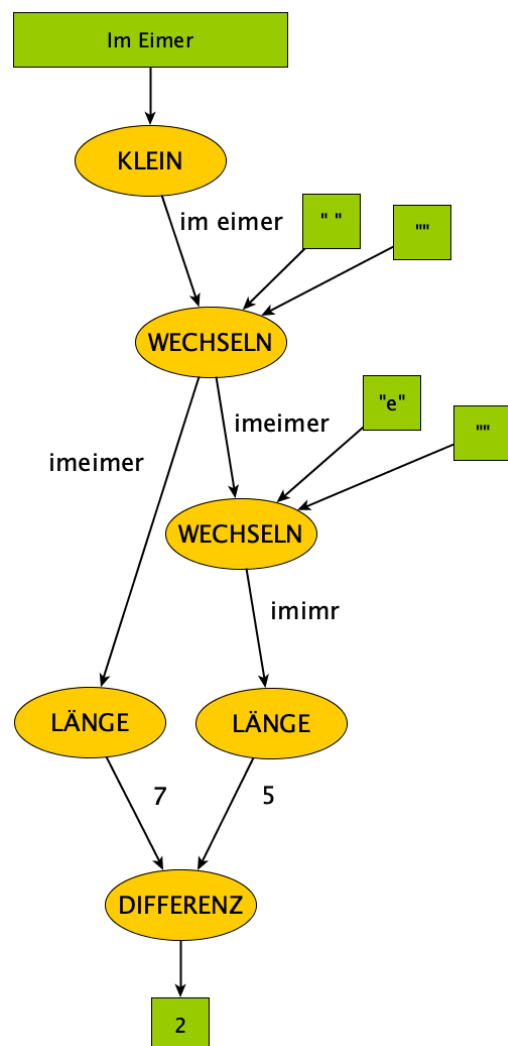 Im Eimer
KLEIN
im eimer
" "
""
WECHSELN
imeimer
imeimer
"e"
""
WECHSELN
imimr
LÄNGE
LÄNGE
7
5
DIFFERENZ
2